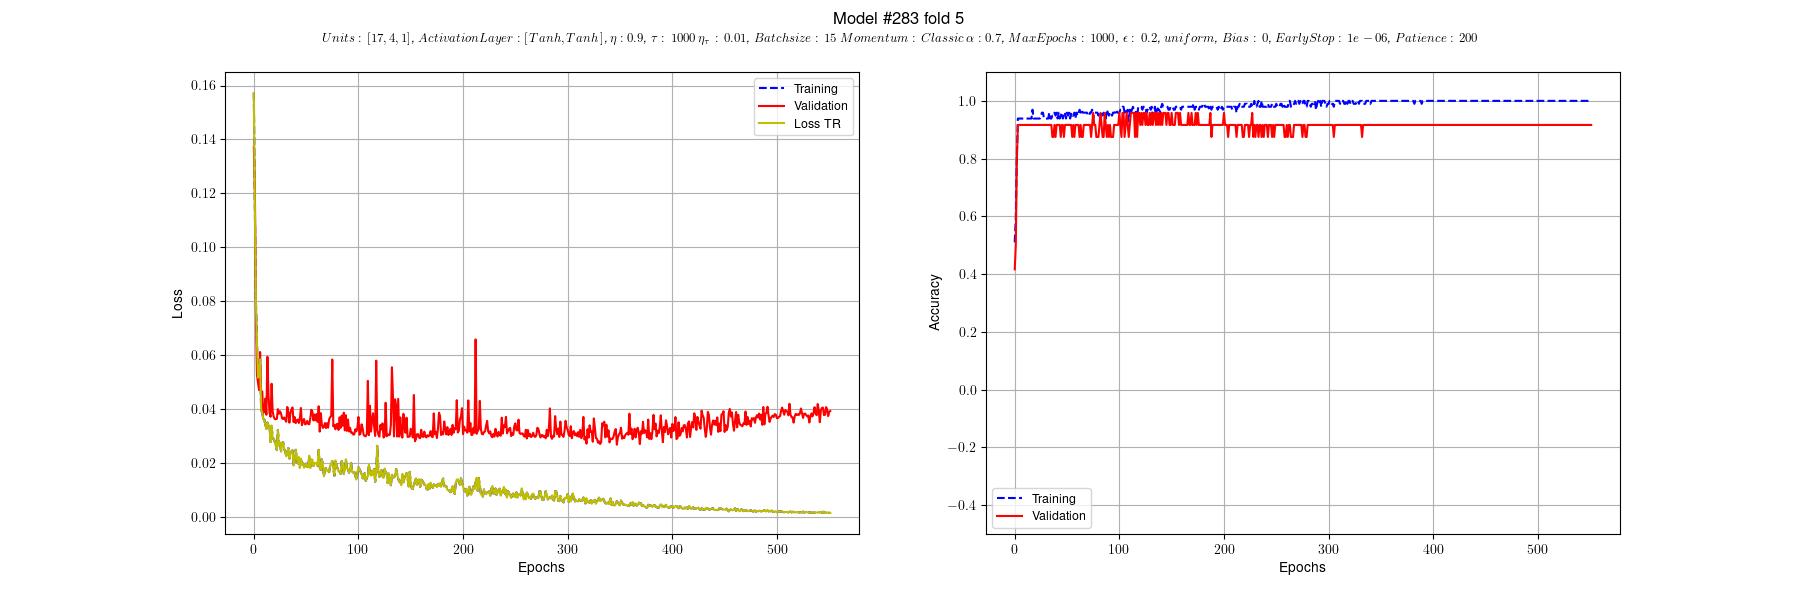 Model #283 fold 5
Units : [17, 4, 1], ActivationLayer : [Tanh, Tanh], η : 0.9, τ : 1000 η_τ : 0.01, Batchsize : 15 Momentum : Classic α : 0.7, MaxEpochs : 1000, ϵ : 0.2, uniform, Bias : 0, EarlyStop : 1e − 06, Patience : 200
0.16
0.14
0.12
0.10
0.08
0.06
0.04
0.02
0.00
Loss
Training
Validation
Loss TR
0 100 200 300 400 500
Epochs
1.0
0.8
0.6
0.4
0.2
0.0
−0.2
−0.4
Accuracy
Training
Validation
0 100 200 300 400 500
Epochs